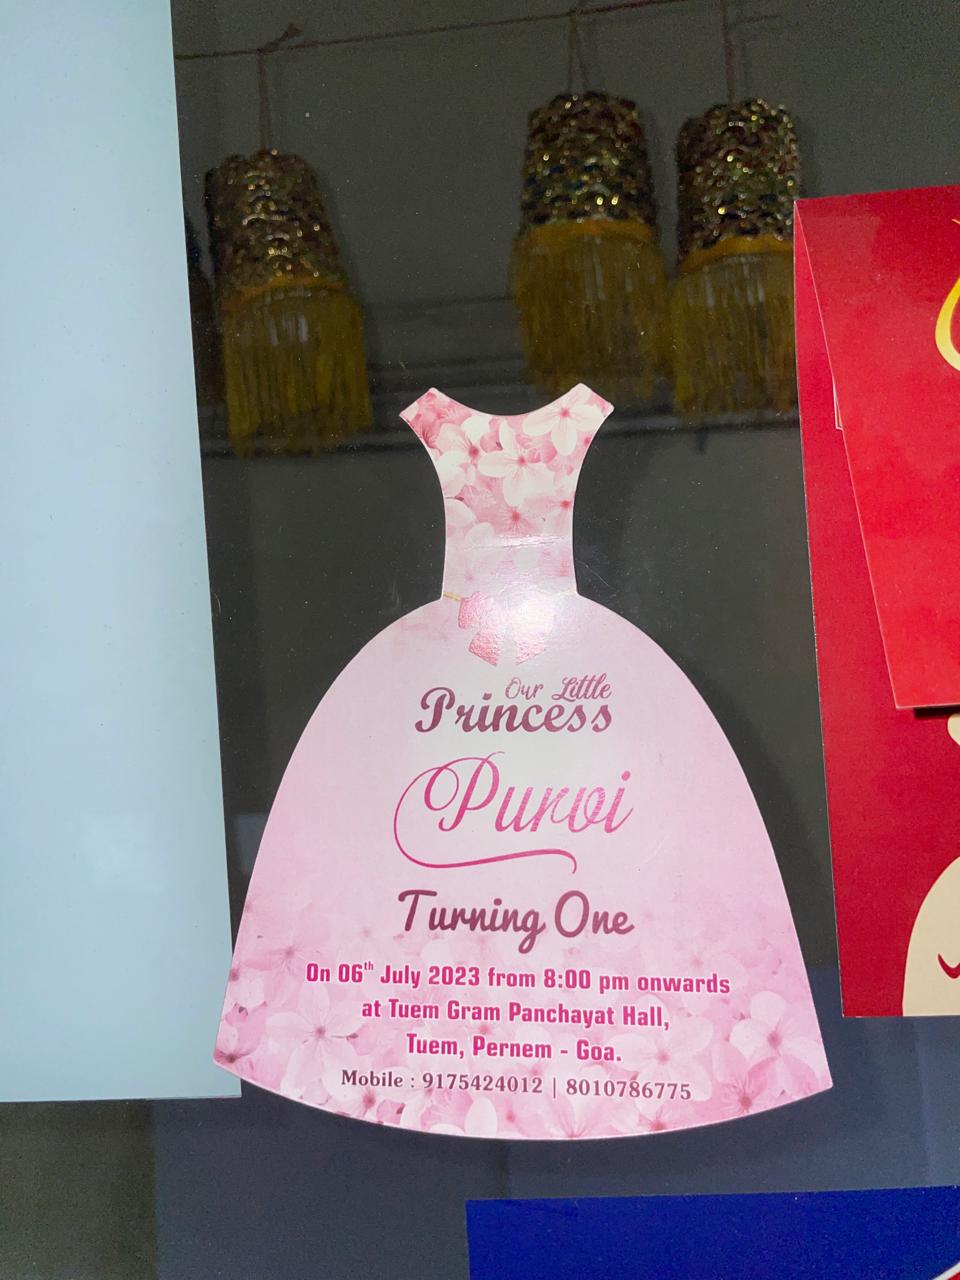 Our Little
Princess
Purvi
Turning One
On 06th July 2023 from 8:00 pm onwards
at Tuem Gram Panchayat Hall,
Tuem, Pernem - Goa.
Mobile : 9175424012 | 8010786775